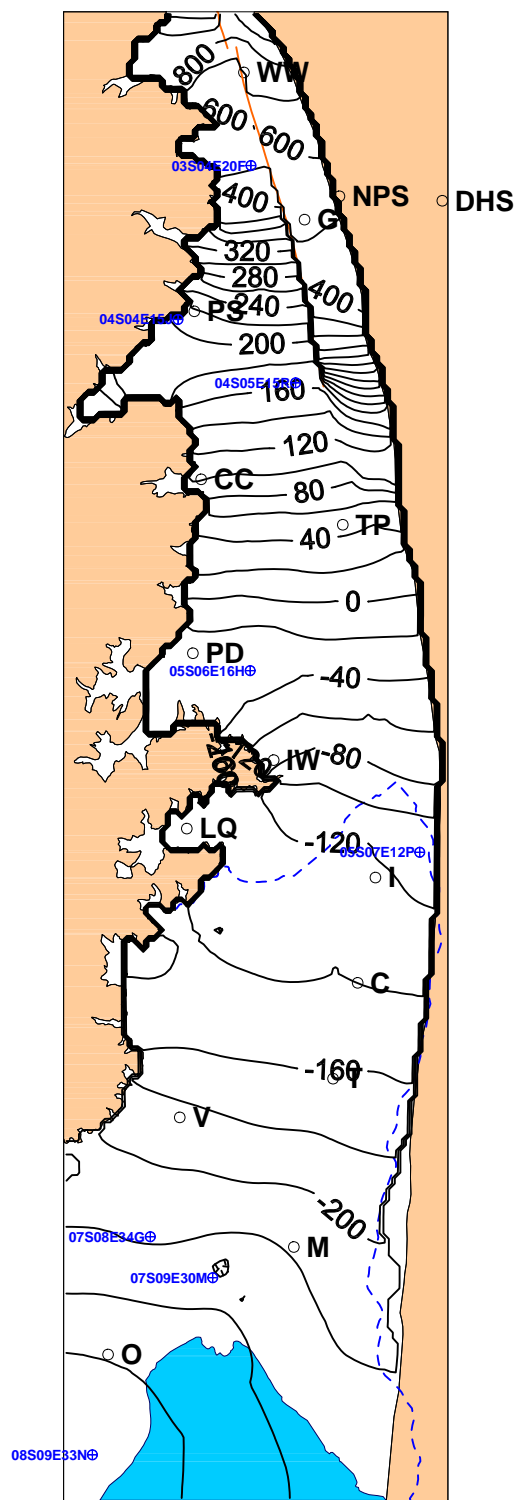 800
WW
600
600
03S04E20F
400
NPS
DHS
G
320
280
400
240
PS
04S04E15J
200
04S05E15R
160
120
CC
80
TP
40
0
PD
05S06E16H
-40
-80
IW
-120
LQ
05S07E12P
I
C
-160
T
V
-200
07S08E34G
M
07S09E30M
O
08S09E33N